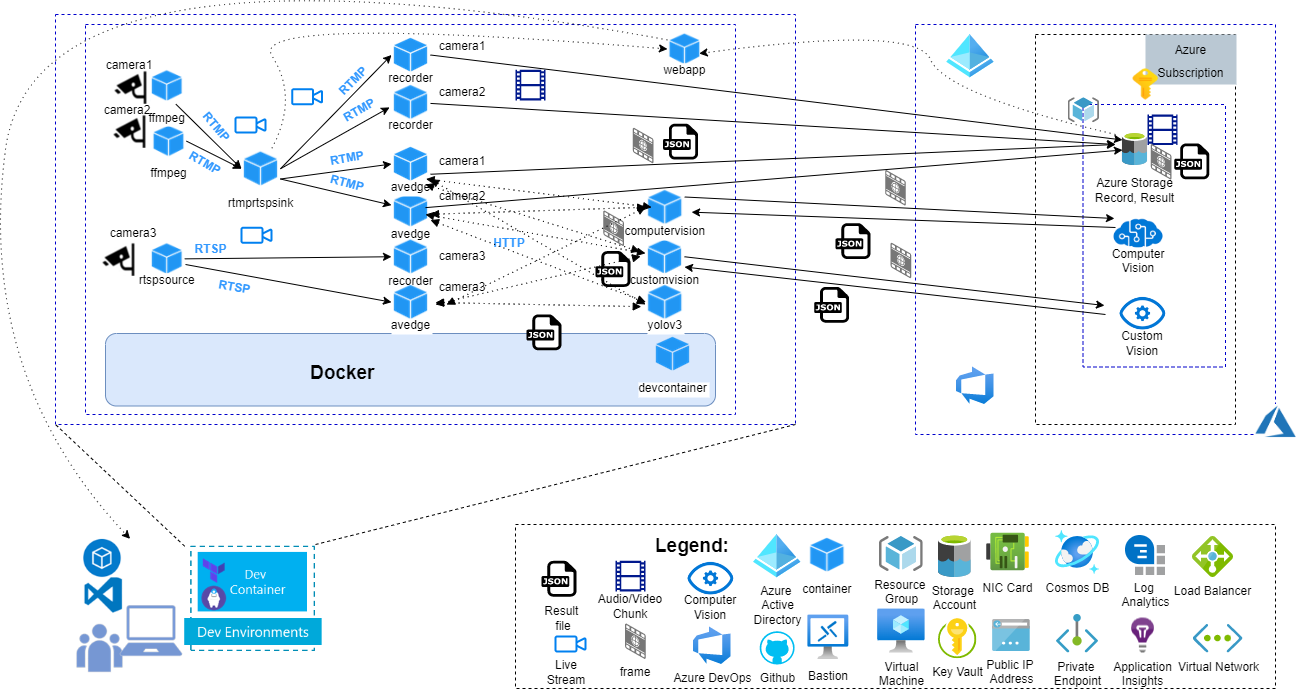 camera1
webapp
Azure
Subscription
camera1
recorder
RTMP
camera2
ffmpeg
RTMP
camera2
RTMP
recorder
JSON
RTMP
ffmpeg
RTMP
camera1
avedge
rtmprtspsink
RTMP
camera2
avedge
JSON
Azure Storage
Record, Result
camera3
RTSP
camera3
recorder
HTTP
computervision
JSON
Computer
Vision
rtspsource
RTSP
camera3
avedge
JSON
customvision
yolov3
JSON
JSON
Custom
Vision
Docker
devcontainer
Dev
Container
Dev Environments
Legend:
JSON
Result
file
Audio/Video
Chunk
Computer
Vision
Azure
Active
Directory
container
Resource
Group
Storage
Account
NIC Card
Cosmos DB
Log
Analytics
Load Balancer
Live
Stream
frame
Azure DevOps
Github
Bastion
Virtual
Machine
Key Vault
Public IP
Address
Private
Endpoint
Application
Insights
Virtual Network